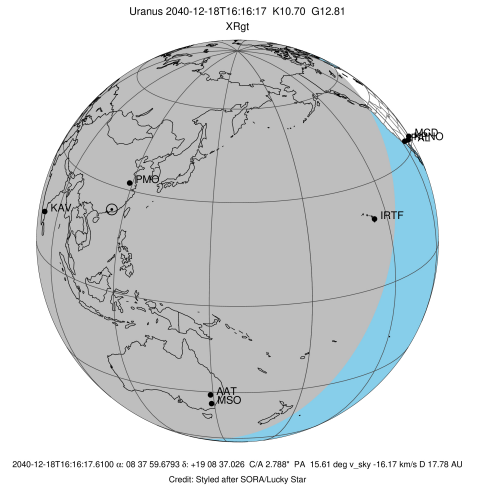 Uranus 2040-12-18T16:16:17 K10.70 G12.81
XRgt
PMO
KAV
IRTF
AAT
MSO
2040-12-18T16:16:17.6100 α: 08 37 59.6793 δ: +19 08 37.026 C/A 2.788" PA 15.61 deg v_sky -16.17 km/s D 17.78 AU
Credit: Styled after SORA/Lucky Star